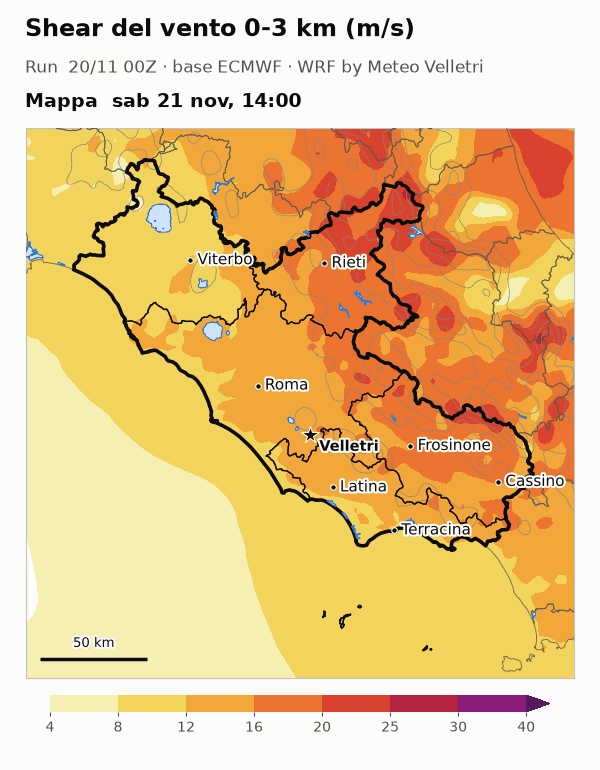 Shear del vento 0-3 km (m/s)
Run 20/11 00Z · base ECMWF · WRF by Meteo Velletri
Mappa sab 21 nov, 14:00
Viterbo
Rieti
Roma
Velletri
Frosinone
Latina
Cassino
Terracina
50 km
4 8 12 16 20 25 30 40